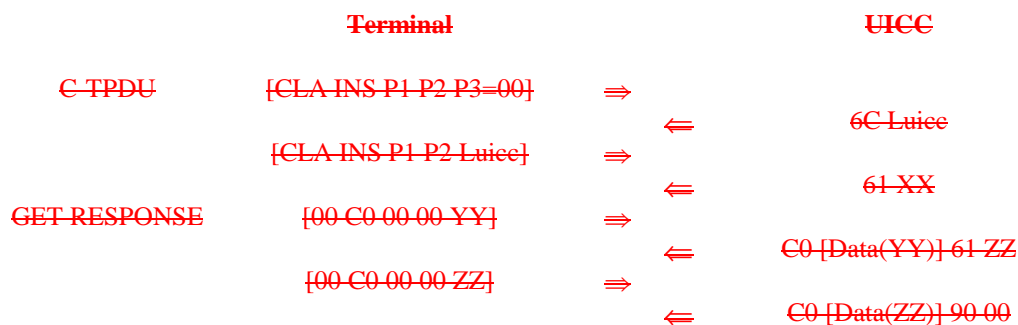 Terminal UICC
C-TPDU [CLA INS P1 P2 P3=00] ⇒
⇐ 6C Luicc
[CLA INS P1 P2 Luicc] ⇒
⇐ 61 XX
GET RESPONSE [00 C0 00 00 YY] ⇒
⇐ C0 [Data(YY)] 61 ZZ
[00 C0 00 00 ZZ] ⇒
⇐ C0 [Data(ZZ)] 90 00